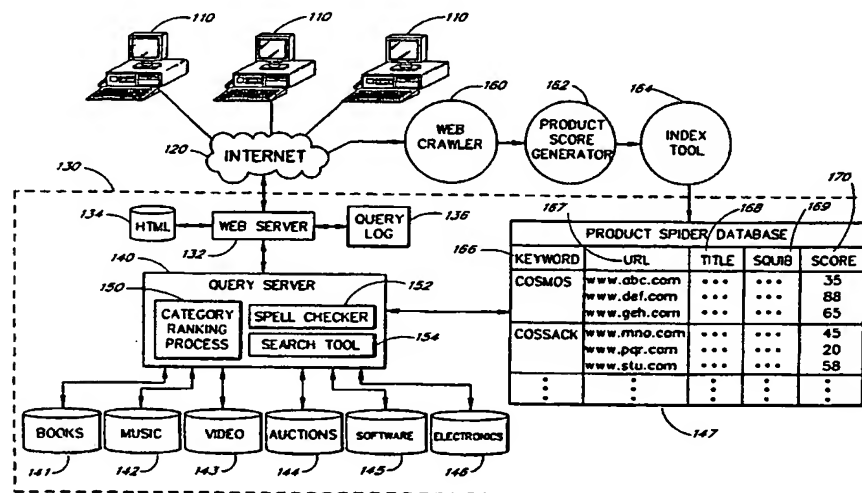 110
110
110
160
162
164
INTERNET
120
WEB
CRAWLER
PRODUCT
SCORE
GENERATOR
INDEX
TOOL
170
130
134
HTML
WEB SERVER
132
QUERY
LOG
136
167
168
169
166
PRODUCT SPIDER DATABASE
KEYWORD URL TITLE SQUIB SCORE
COSMOS www.abc.com ••• ••• 35
www.def.com ••• ••• 88
www.geh.com ••• ••• 65
COSSACK www.mno.com ••• ••• 45
www.pqr.com ••• ••• 20
www.stu.com ••• ••• 58
147
140
QUERY SERVER
150
152
CATEGORY
RANKING
PROCESS
SPELL CHECKER
SEARCH TOOL
154
BOOKS
MUSIC
VIDEO
AUCTIONS
SOFTWARE
ELECTRONICS
141
142
143
144
145
146